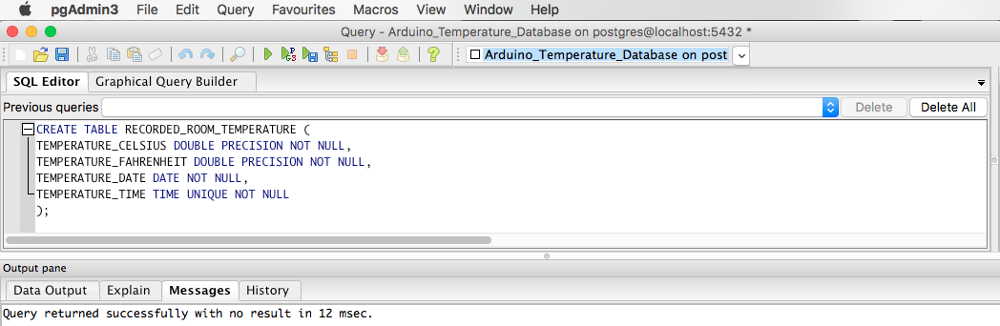 pgAdmin3 File Edit Query Favourites Macros View Window Help
Query - Arduino_Temperature_Database on postgres@localhost:5432 *
Arduino_Temperature_Database on post
SQL Editor Graphical Query Builder
Previous queries Delete Delete All
CREATE TABLE RECORDED_ROOM_TEMPERATURE (
TEMPERATURE_CELSIUS DOUBLE PRECISION NOT NULL,
TEMPERATURE_FAHRENHEIT DOUBLE PRECISION NOT NULL,
TEMPERATURE_DATE DATE NOT NULL,
TEMPERATURE_TIME TIME UNIQUE NOT NULL
);
Output pane
Data Output Explain Messages History
Query returned successfully with no result in 12 msec.